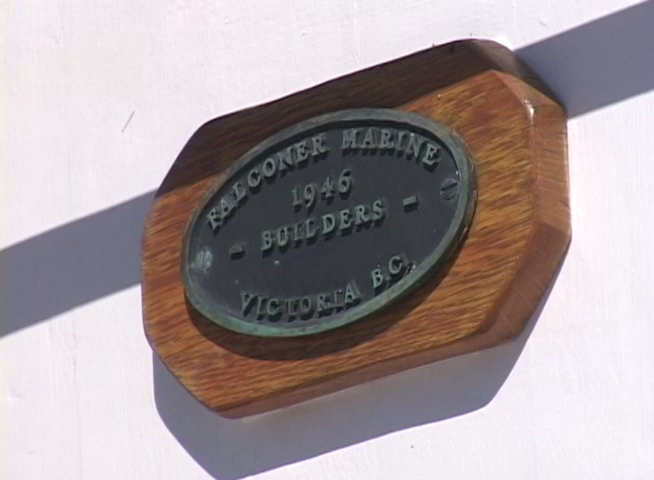 FALCONER MARINE
1946
- BUILDERS -
VICTORIA B.C.